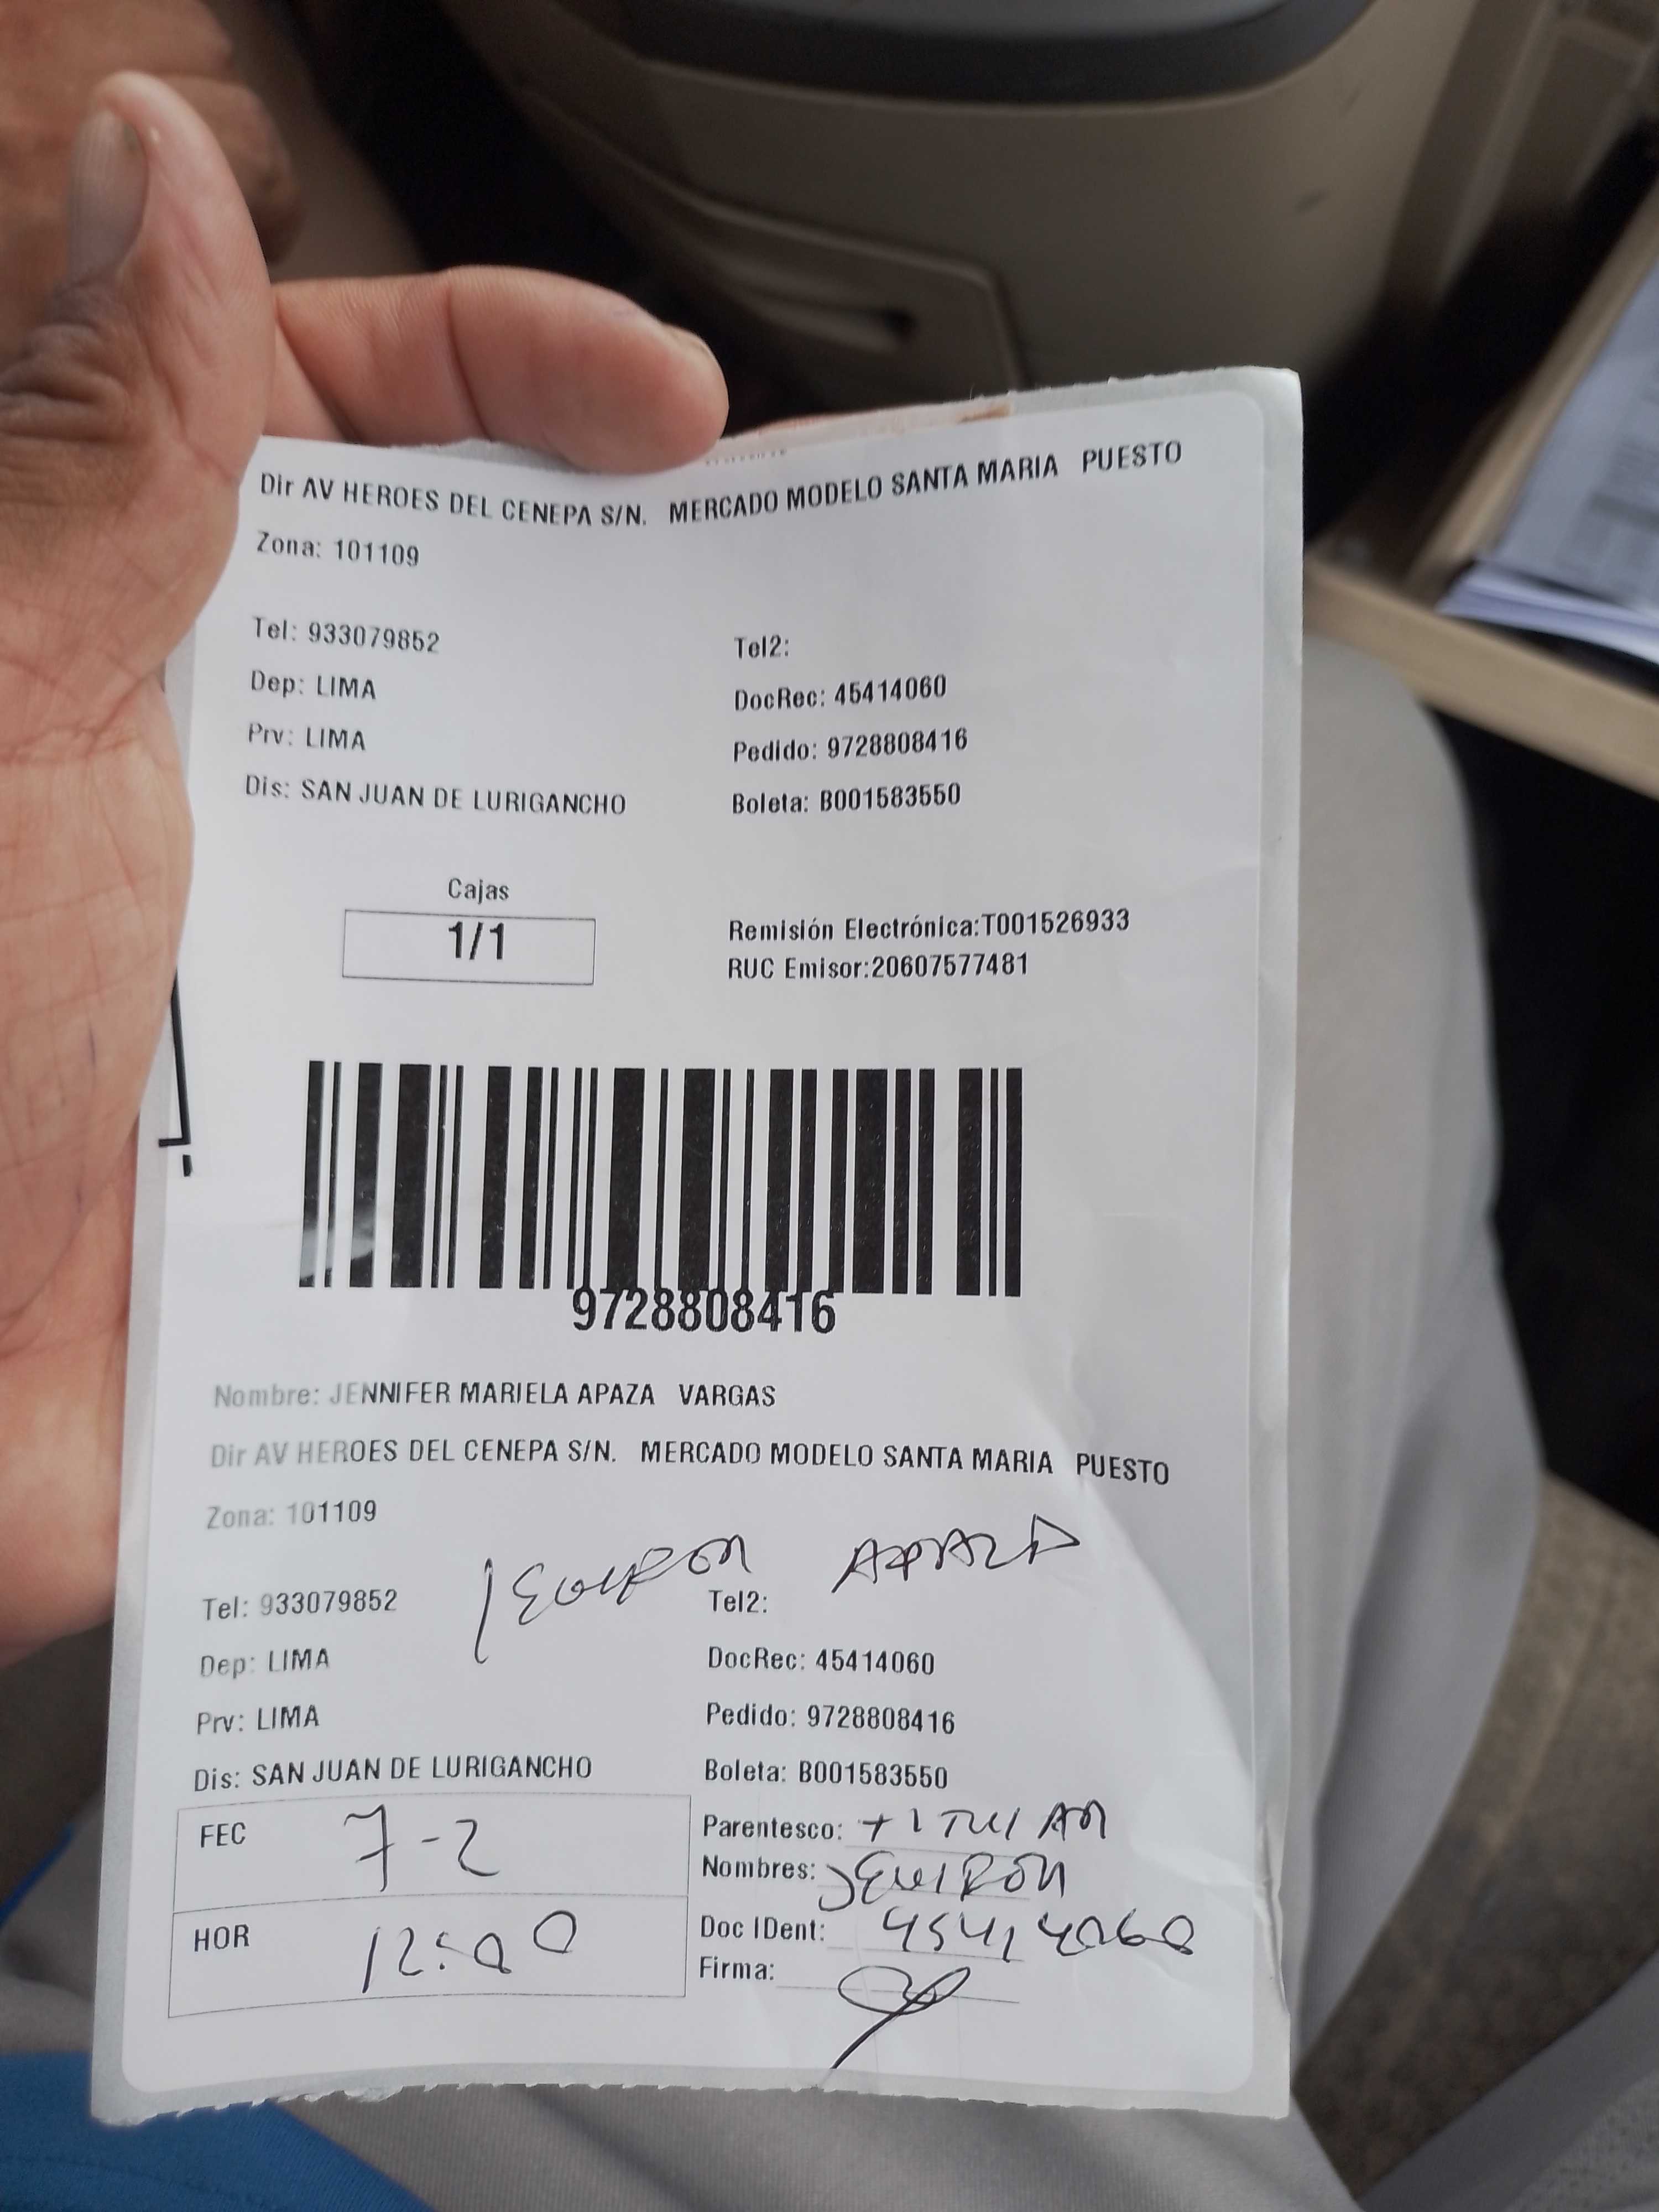 Dir AV HEROES DEL CENEPA S/N. MERCADO MODELO SANTA MARIA PUESTO
Zona: 101109
Tel: 933079852 Tel2:
Dep: LIMA DocRec: 45414060
Prv: LIMA Pedido: 9728808416
Dis: SAN JUAN DE LURIGANCHO Boleta: B001583550
Cajas
1/1
Remisión Electrónica:T001526933
RUC Emisor:20607577481
9728808416
Nombre: JENNIFER MARIELA APAZA VARGAS
Dir AV HEROES DEL CENEPA S/N. MERCADO MODELO SANTA MARIA PUESTO
Zona: 101109
APAZA
Tel: 933079852 Tel2:
Dep: LIMA DocRec: 45414060
Prv: LIMA Pedido: 9728808416
Dis: SAN JUAN DE LURIGANCHO Boleta: B001583550
FEC 7-2
Parentesco: TITULAR
Nombres:
HOR 12:00
Doc IDent: 45414060
Firma: